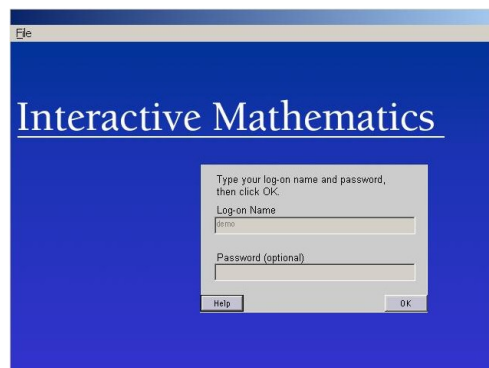 File
Interactive Mathematics
Type your log-on name and password,
then click OK.
Log-on Name
demo
Password (optional)
Help
OK